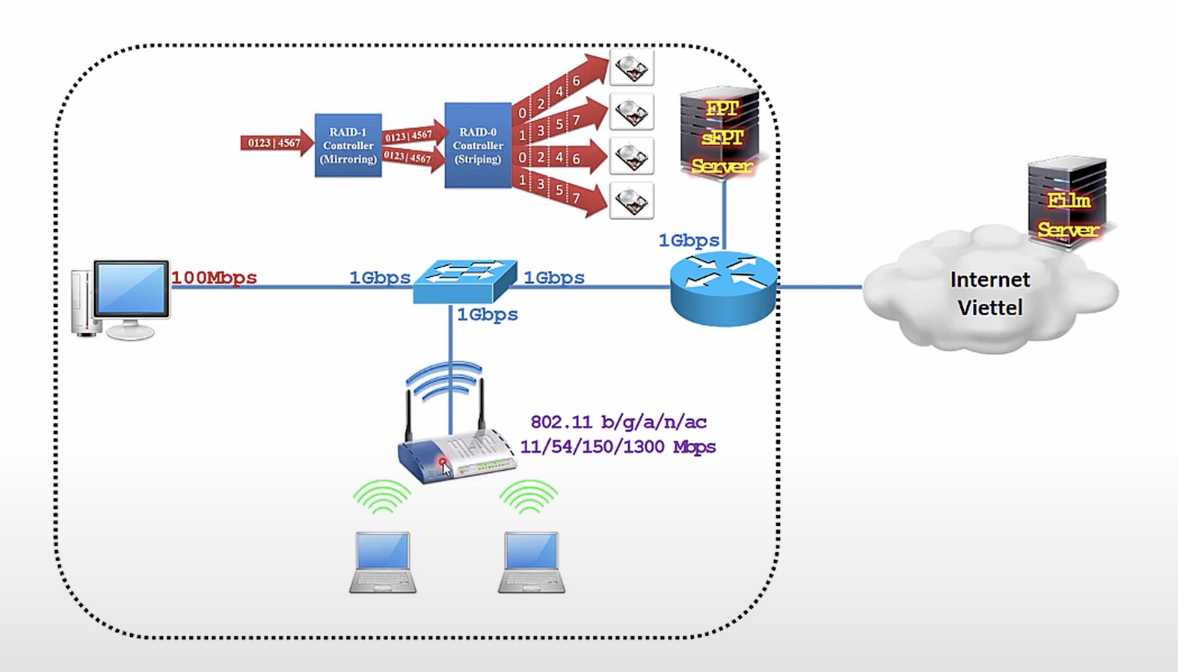 0123|4567
RAID-1
Controller
(Mirroring)
0123|4567
0123|4567
RAID-0
Controller
(Striping)
0 2 4 6
1 3 5 7
0 2 4 6
1 3 5 7
FPT
sFPT
Server
Film
Server
1Gbps
100Mbps
1Gbps
1Gbps
Internet
Viettel
1Gbps
802.11 b/g/a/n/ac
11/54/150/1300 Mbps